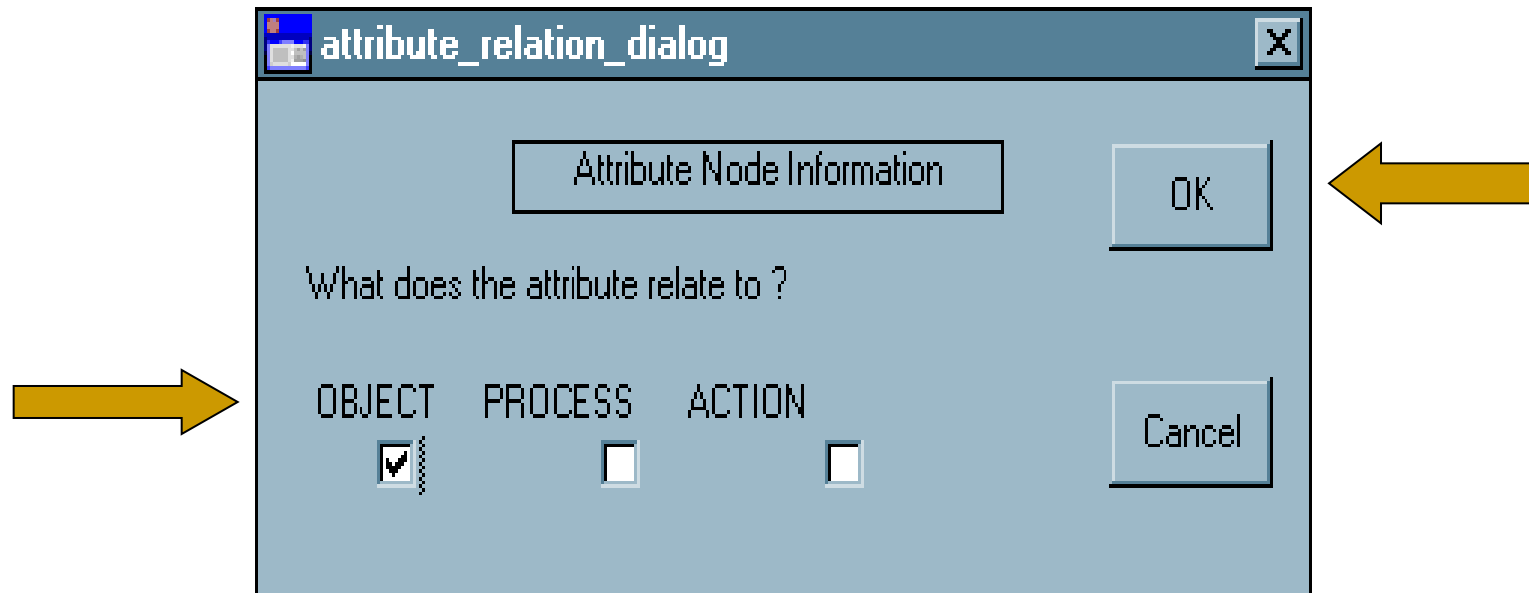 attribute_relation_dialog
Attribute Node Information
OK
What does the attribute relate to ?
OBJECT PROCESS ACTION
Cancel